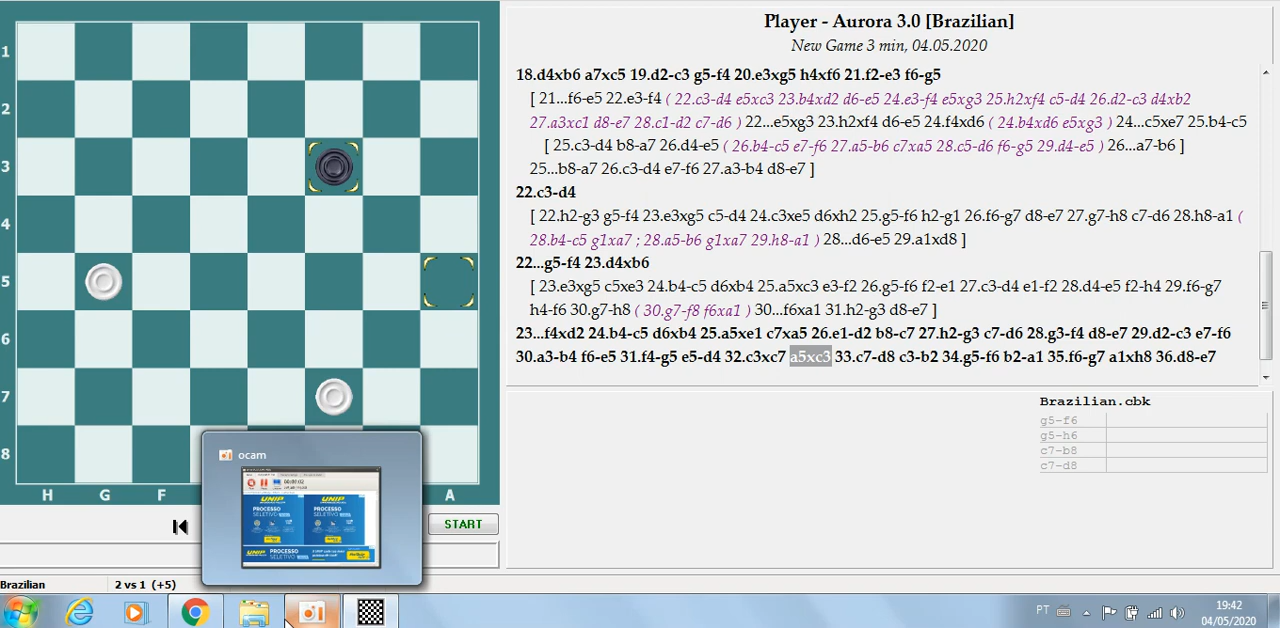 Player - Aurora 3.0 [Brazilian]
New Game 3 min, 04.05.2020
18.d4xb6 a7xc5 19.d2-c3 g5-f4 20.e3xg5 h4xf6 21.f2-e3 f6-g5
[ 21...f6-e5 22.e3-f4 ( 22.c3-d4 e5xc3 23.b4xd2 d6-e5 24.e3-f4 e5xg3 25.h2xf4 c5-d4 26.d2-c3 d4xb2
27.a3xc1 d8-e7 28.c1-d2 c7-d6 ) 22...e5xg3 23.h2xf4 d6-e5 24.f4xd6 ( 24.b4xd6 e5xg3 ) 24...c5xe7 25.b4-c5
[ 25.c3-d4 b8-a7 26.d4-e5 ( 26.b4-c5 e7-f6 27.a5-b6 c7xa5 28.c5-d6 f6-g5 29.d4-e5 ) 26...a7-b6 ]
25...b8-a7 26.c3-d4 e7-f6 27.a3-b4 d8-e7 ]
22.c3-d4
[ 22.h2-g3 g5-f4 23.e3xg5 c5-d4 24.c3xe5 d6xh2 25.g5-f6 h2-g1 26.f6-g7 d8-e7 27.g7-h8 c7-d6 28.h8-a1 (
28.b4-c5 g1xa7 ; 28.a5-b6 g1xa7 29.h8-a1 ) 28...d6-e5 29.a1xd8 ]
22...g5-f4 23.d4xb6
[ 23.e3xg5 c5xe3 24.b4-c5 d6xb4 25.a5xc3 e3-f2 26.g5-f6 f2-e1 27.c3-d4 e1-f2 28.d4-e5 f2-h4 29.f6-g7
h4-f6 30.g7-h8 ( 30.g7-f8 f6xa1 ) 30...f6xa1 31.h2-g3 d8-e7 ]
23...f4xd2 24.b4-c5 d6xb4 25.a5xe1 c7xa5 26.e1-d2 b8-c7 27.h2-g3 c7-d6 28.g3-f4 d8-e7 29.d2-c3 e7-f6
30.a3-b4 f6-e5 31.f4-g5 e5-d4 32.c3xc7 a5xc3 33.c7-d8 c3-b2 34.g5-f6 b2-a1 35.f6-g7 a1xh8 36.d8-e7
1
2
3
4
5
6
7
8
H G F A
Brazilian.cbk
g5-f6
g5-h6
c7-b8
c7-d8
ocam
UNIP UNIP
PROCESSO PROCESSO
SELETIVO SELETIVO
UNIP PROCESSO
SELETIVO
START
Brazilian 2 vs 1 (+5)
PT
19:42
04/05/2020